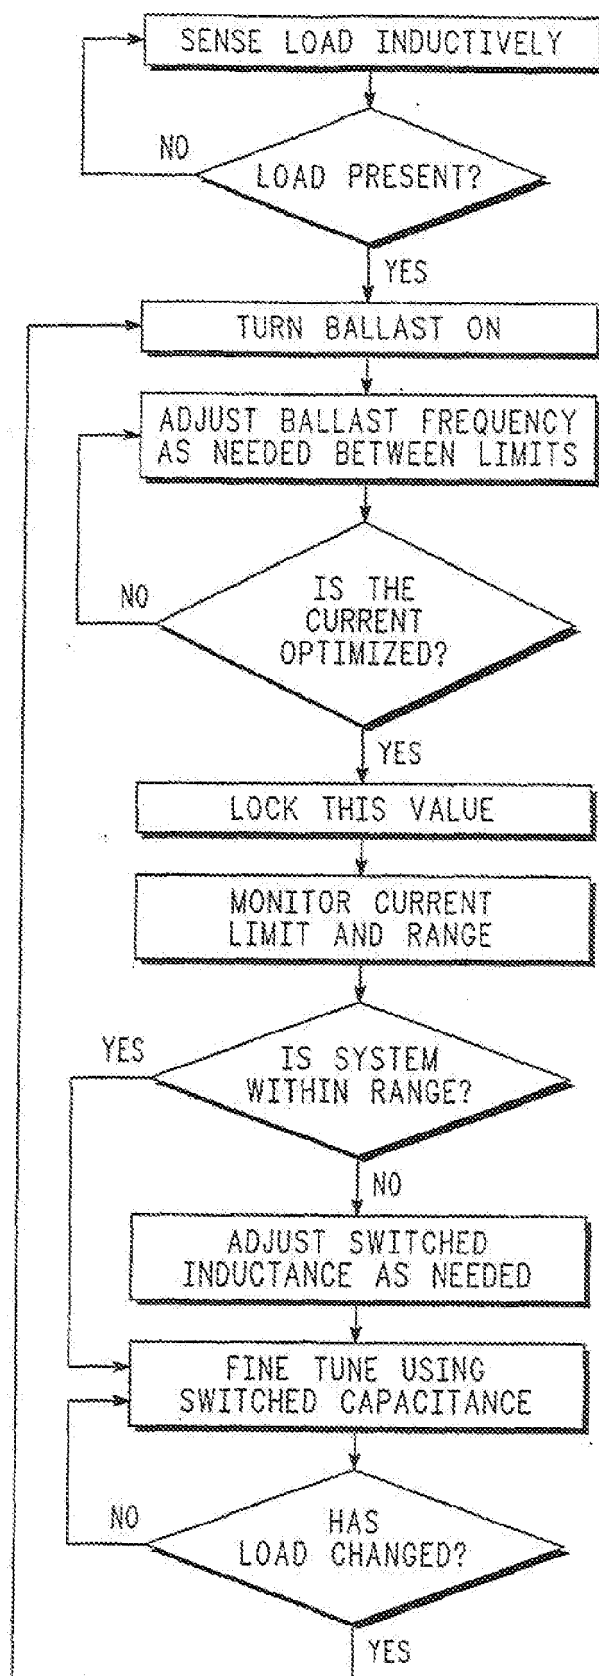 SENSE LOAD INDUCTIVELY
NO
LOAD PRESENT?
YES
TURN BALLAST ON
ADJUST BALLAST FREQUENCY
AS NEEDED BETWEEN LIMITS
NO
IS THE
CURRENT
OPTIMIZED?
YES
LOCK THIS VALUE
MONITOR CURRENT
LIMIT AND RANGE
YES
IS SYSTEM
WITHIN RANGE?
NO
ADJUST SWITCHED
INDUCTANCE AS NEEDED
FINE TUNE USING
SWITCHED CAPACITANCE
NO
HAS
LOAD CHANGED?
YES